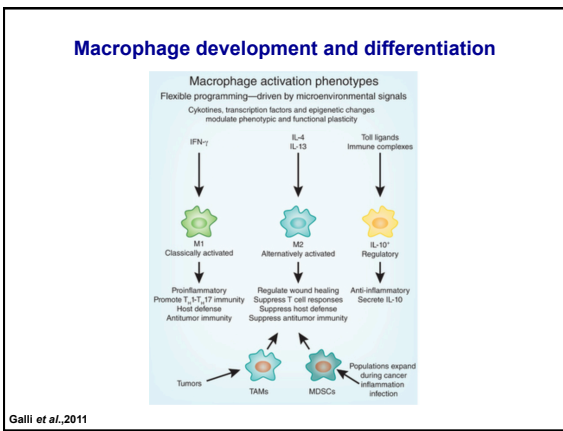 Macrophage development and differentiation
Macrophage activation phenotypes
Flexible programming—driven by microenvironmental signals
Cykotines, transcription factors and epigenetic changes
modulate phenotypic and functional plasticity
IFN-γ
IL-4
IL-13
Toll ligands
Immune complexes
M1
Classically activated
M2
Alternatively activated
IL-10⁺
Regulatory
Proinflammatory
Promote TH1-TH17 immunity
Host defense
Antitumor immunity
Regulate wound healing
Suppress T cell responses
Suppress host defense
Suppress antitumor immunity
Anti-inflammatory
Secrete IL-10
Tumors
TAMs
MDSCs
Populations expand
during cancer
inflammation
infection
Galli et al.,2011